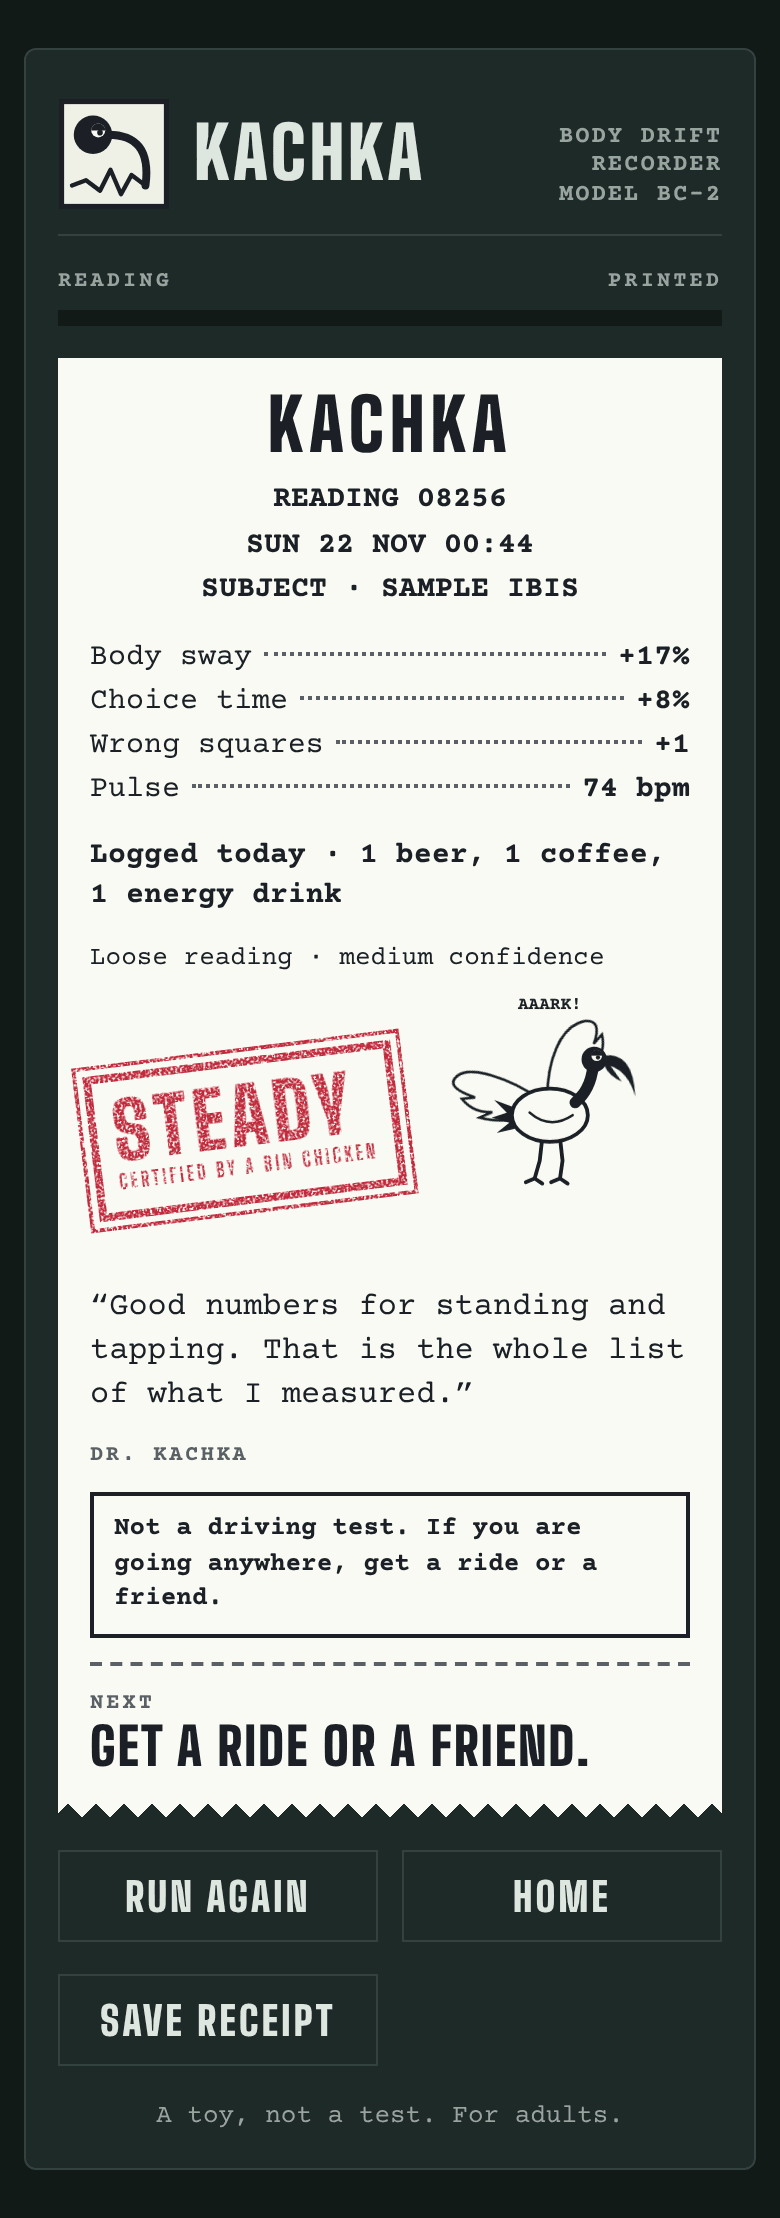 KACHKA
BODY DRIFT
RECORDER
MODEL BC-2
READING
PRINTED
KACHKA
READING 08256
SUN 22 NOV 00:44
SUBJECT · SAMPLE IBIS
Body sway +17%
Choice time +8%
Wrong squares +1
Pulse 74 bpm
Logged today · 1 beer, 1 coffee,
1 energy drink
Loose reading · medium confidence
AAARK!
STEADY
CERTIFIED BY A BIN CHICKEN
“Good numbers for standing and
tapping. That is the whole list
of what I measured.”
DR. KACHKA
Not a driving test. If you are
going anywhere, get a ride or a
friend.
NEXT
GET A RIDE OR A FRIEND.
RUN AGAIN
HOME
SAVE RECEIPT
A toy, not a test. For adults.